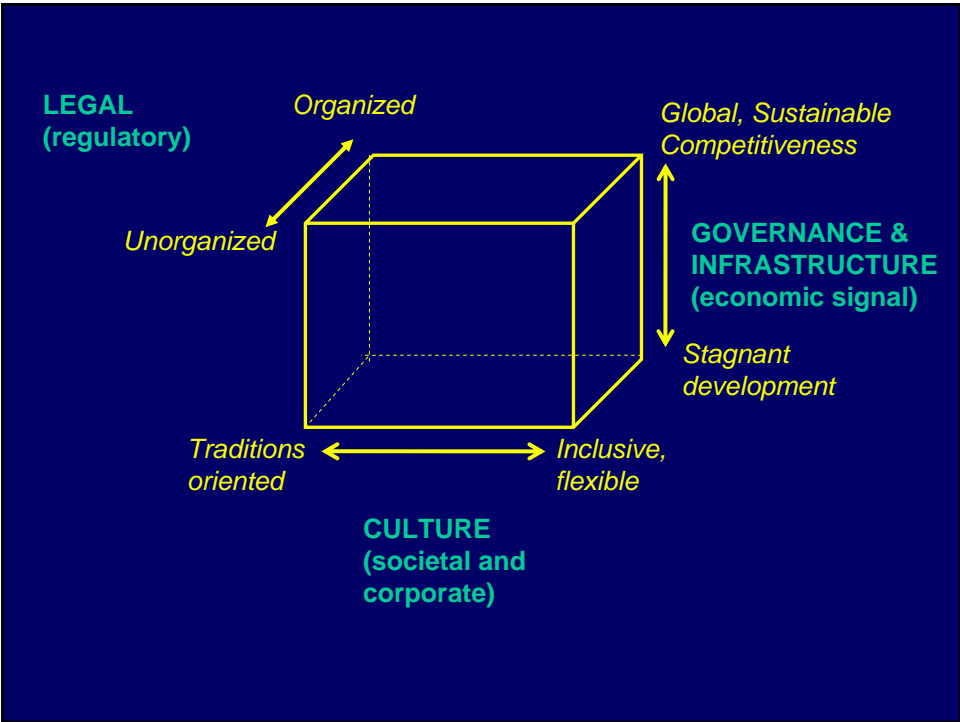 LEGAL
(regulatory)
Organized
Unorganized
Global, Sustainable
Competitiveness
GOVERNANCE &
INFRASTRUCTURE
(economic signal)
Stagnant
development
Traditions
oriented
Inclusive,
flexible
CULTURE
(societal and
corporate)